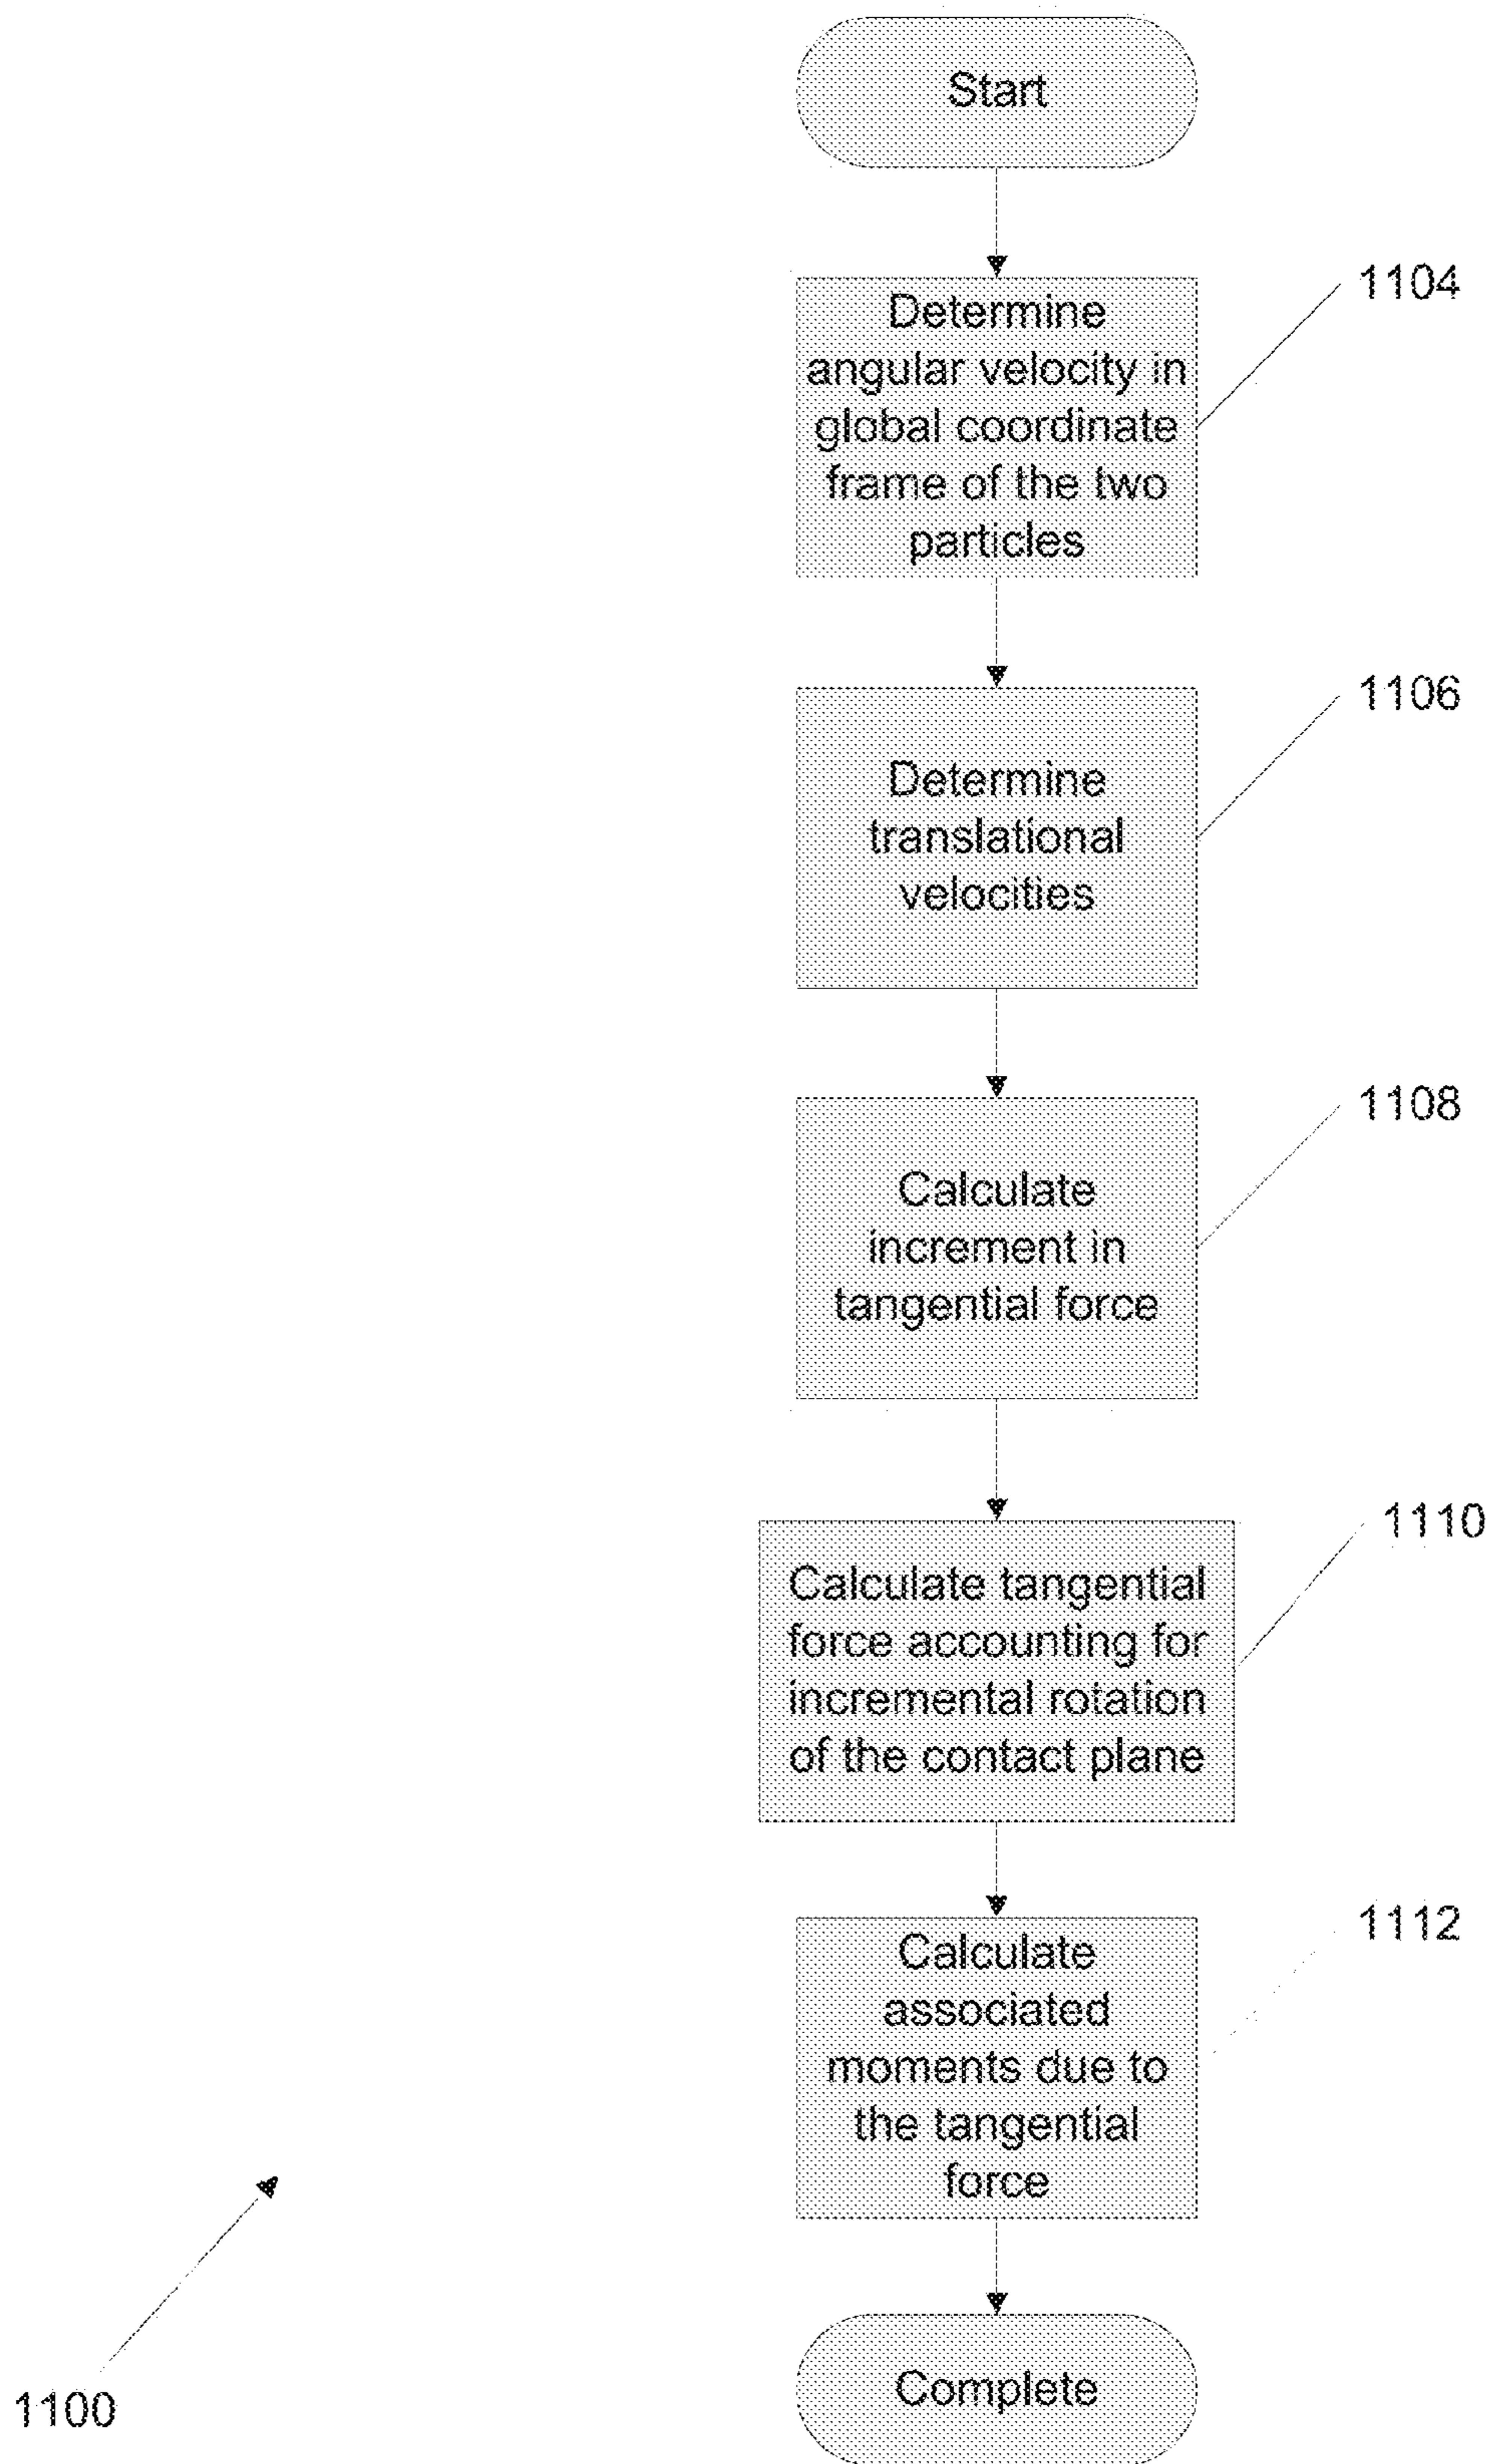 Start
1104
Determine
angular velocity in
global coordinate
frame of the two
particles
1106
Determine
translational
velocities
1108
Calculate
increment in
tangential force
1110
Calculate tangential
force accounting for
incremental rotation
of the contact plane
1112
Calculate
associated
moments due to
the tangential
force
Complete
1100